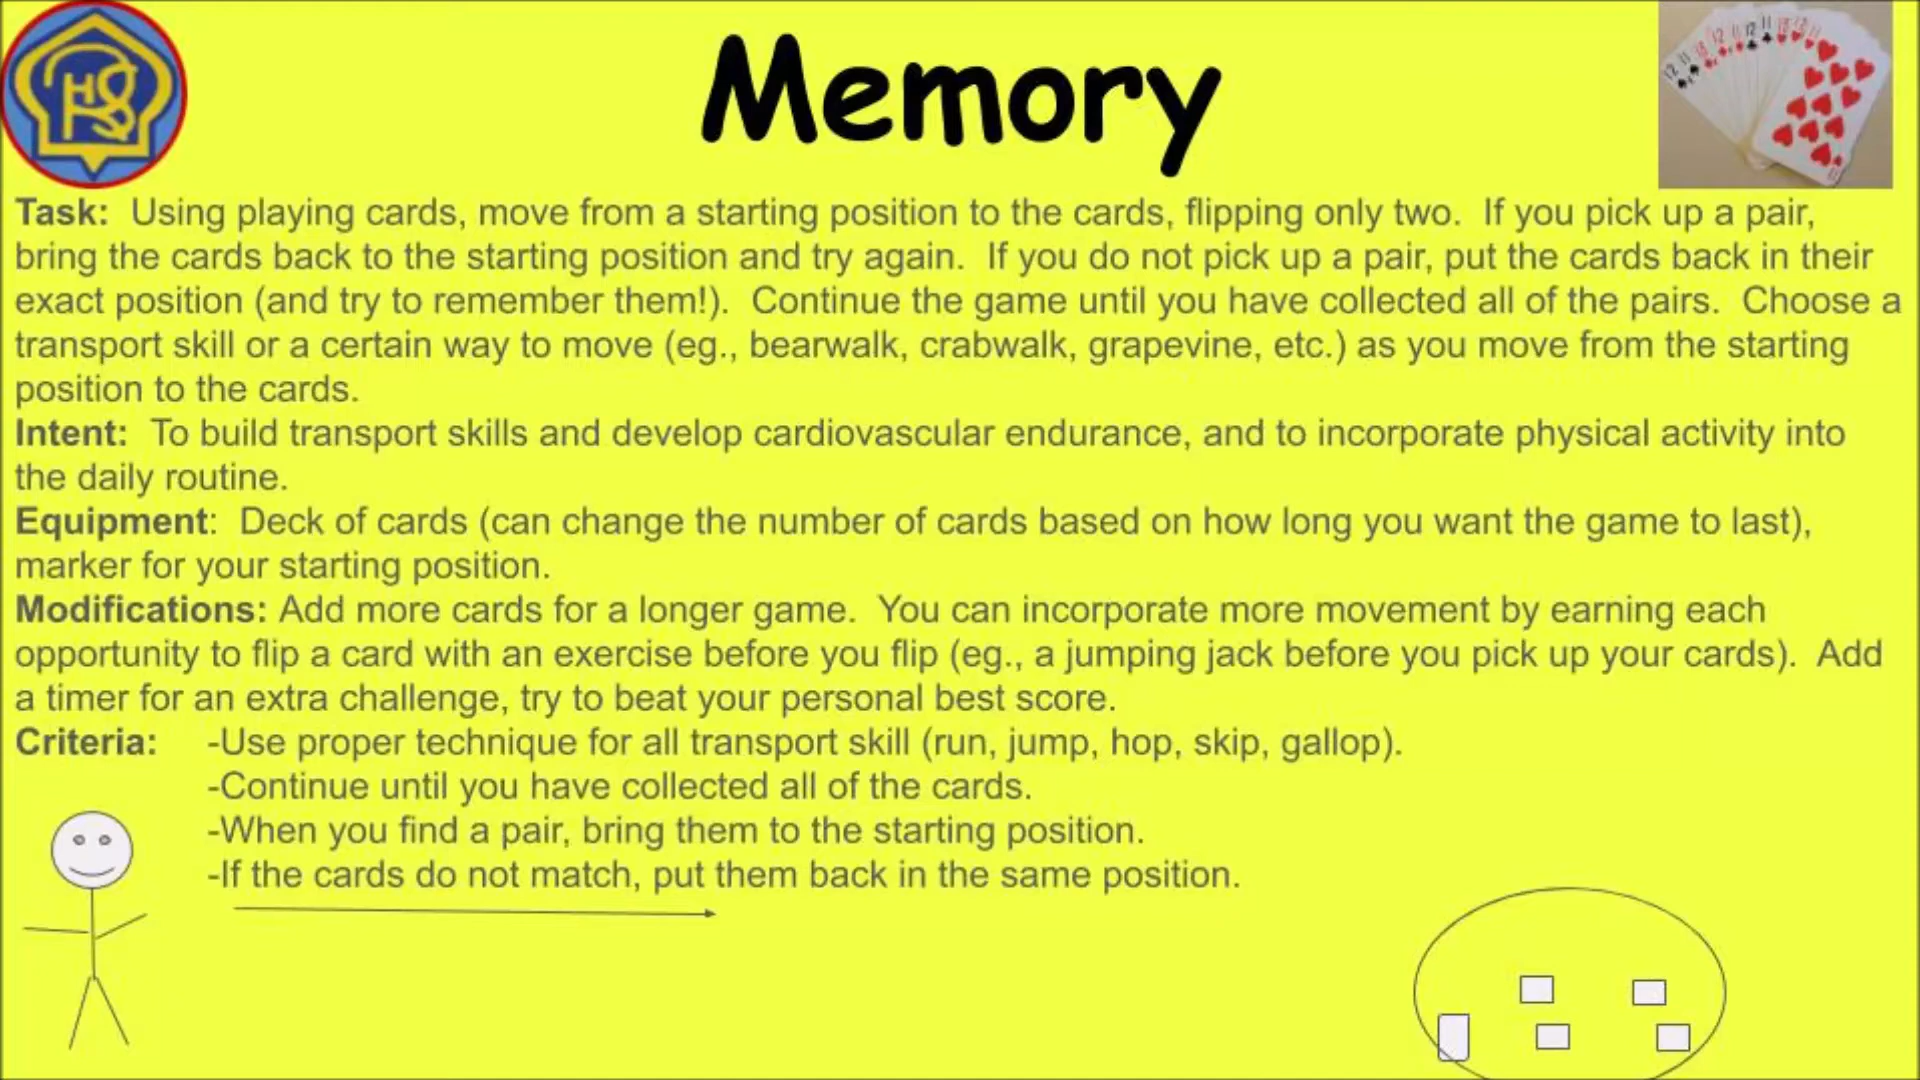 Memory
Task: Using playing cards, move from a starting position to the cards, flipping only two. If you pick up a pair,
bring the cards back to the starting position and try again. If you do not pick up a pair, put the cards back in their
exact position (and try to remember them!). Continue the game until you have collected all of the pairs. Choose a
transport skill or a certain way to move (eg., bearwalk, crabwalk, grapevine, etc.) as you move from the starting
position to the cards.
Intent: To build transport skills and develop cardiovascular endurance, and to incorporate physical activity into
the daily routine.
Equipment: Deck of cards (can change the number of cards based on how long you want the game to last),
marker for your starting position.
Modifications: Add more cards for a longer game. You can incorporate more movement by earning each
opportunity to flip a card with an exercise before you flip (eg., a jumping jack before you pick up your cards). Add
a timer for an extra challenge, try to beat your personal best score.
Criteria: -Use proper technique for all transport skill (run, jump, hop, skip, gallop).
-Continue until you have collected all of the cards.
-When you find a pair, bring them to the starting position.
-If the cards do not match, put them back in the same position.